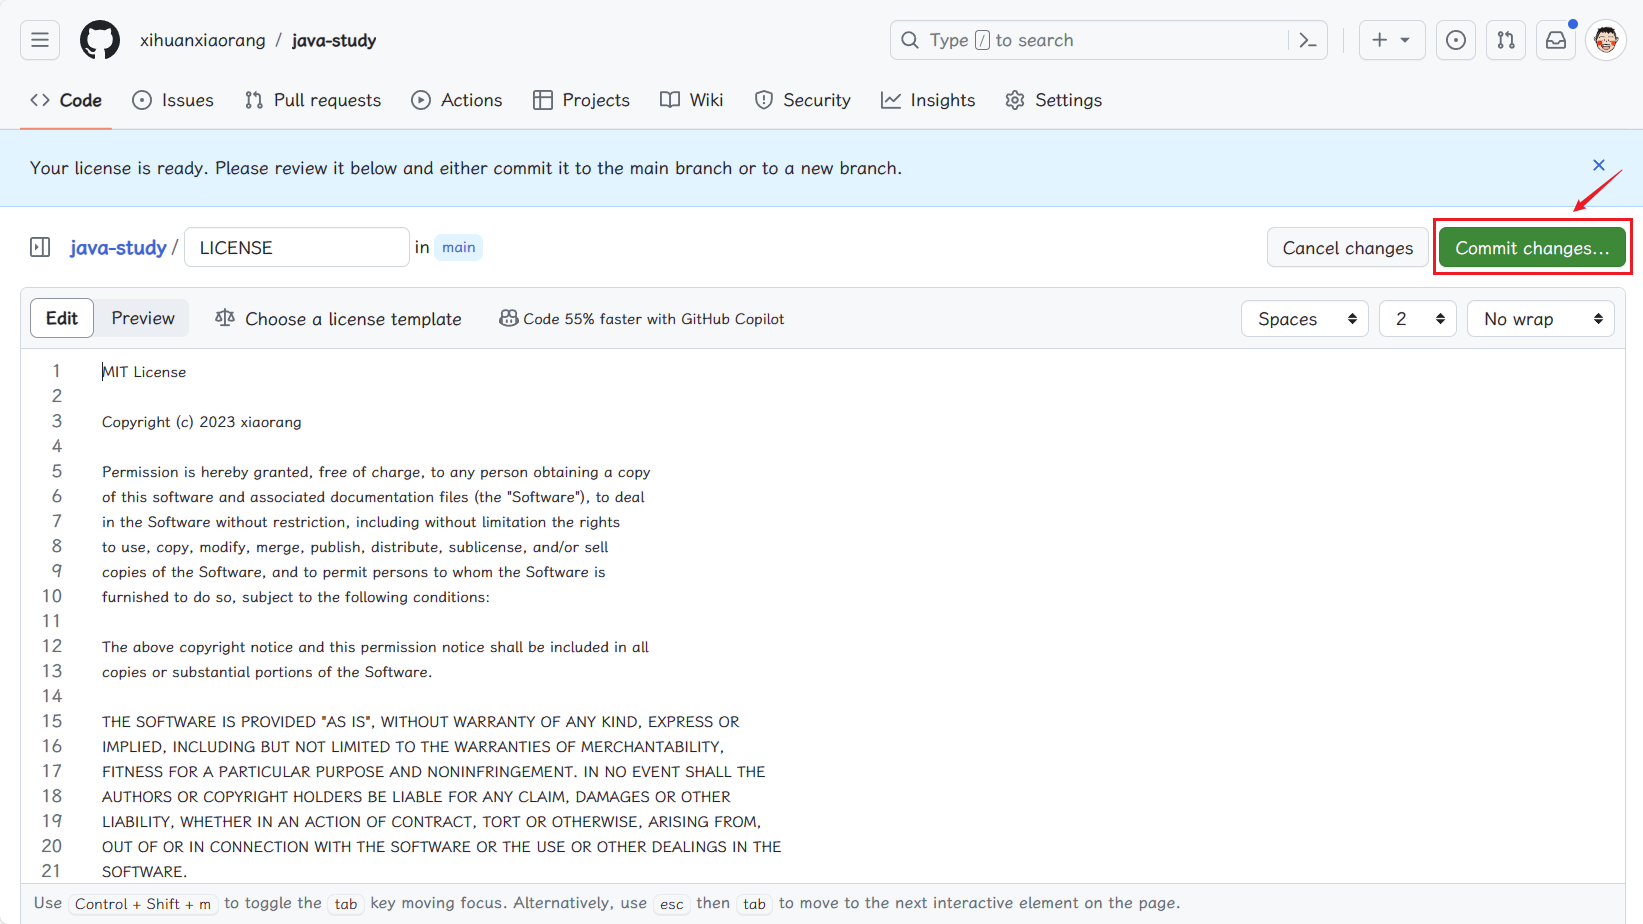 xihuanxiaorang / java-study
Type / to search
Code Issues Pull requests Actions Projects Wiki Security Insights Settings
Your license is ready. Please review it below and either commit it to the main branch or to a new branch.
java-study / LICENSE in main
Cancel changes Commit changes...
Edit Preview Choose a license template Code 55% faster with GitHub Copilot Spaces 2 No wrap
1 MIT License
2
3 Copyright (c) 2023 xiaorang
4
5 Permission is hereby granted, free of charge, to any person obtaining a copy
6 of this software and associated documentation files (the "Software"), to deal
7 in the Software without restriction, including without limitation the rights
8 to use, copy, modify, merge, publish, distribute, sublicense, and/or sell
9 copies of the Software, and to permit persons to whom the Software is
10 furnished to do so, subject to the following conditions:
11
12 The above copyright notice and this permission notice shall be included in all
13 copies or substantial portions of the Software.
14
15 THE SOFTWARE IS PROVIDED "AS IS", WITHOUT WARRANTY OF ANY KIND, EXPRESS OR
16 IMPLIED, INCLUDING BUT NOT LIMITED TO THE WARRANTIES OF MERCHANTABILITY,
17 FITNESS FOR A PARTICULAR PURPOSE AND NONINFRINGEMENT. IN NO EVENT SHALL THE
18 AUTHORS OR COPYRIGHT HOLDERS BE LIABLE FOR ANY CLAIM, DAMAGES OR OTHER
19 LIABILITY, WHETHER IN AN ACTION OF CONTRACT, TORT OR OTHERWISE, ARISING FROM,
20 OUT OF OR IN CONNECTION WITH THE SOFTWARE OR THE USE OR OTHER DEALINGS IN THE
21 SOFTWARE.
Use Control + Shift + m to toggle the tab key moving focus. Alternatively, use esc then tab to move to the next interactive element on the page.